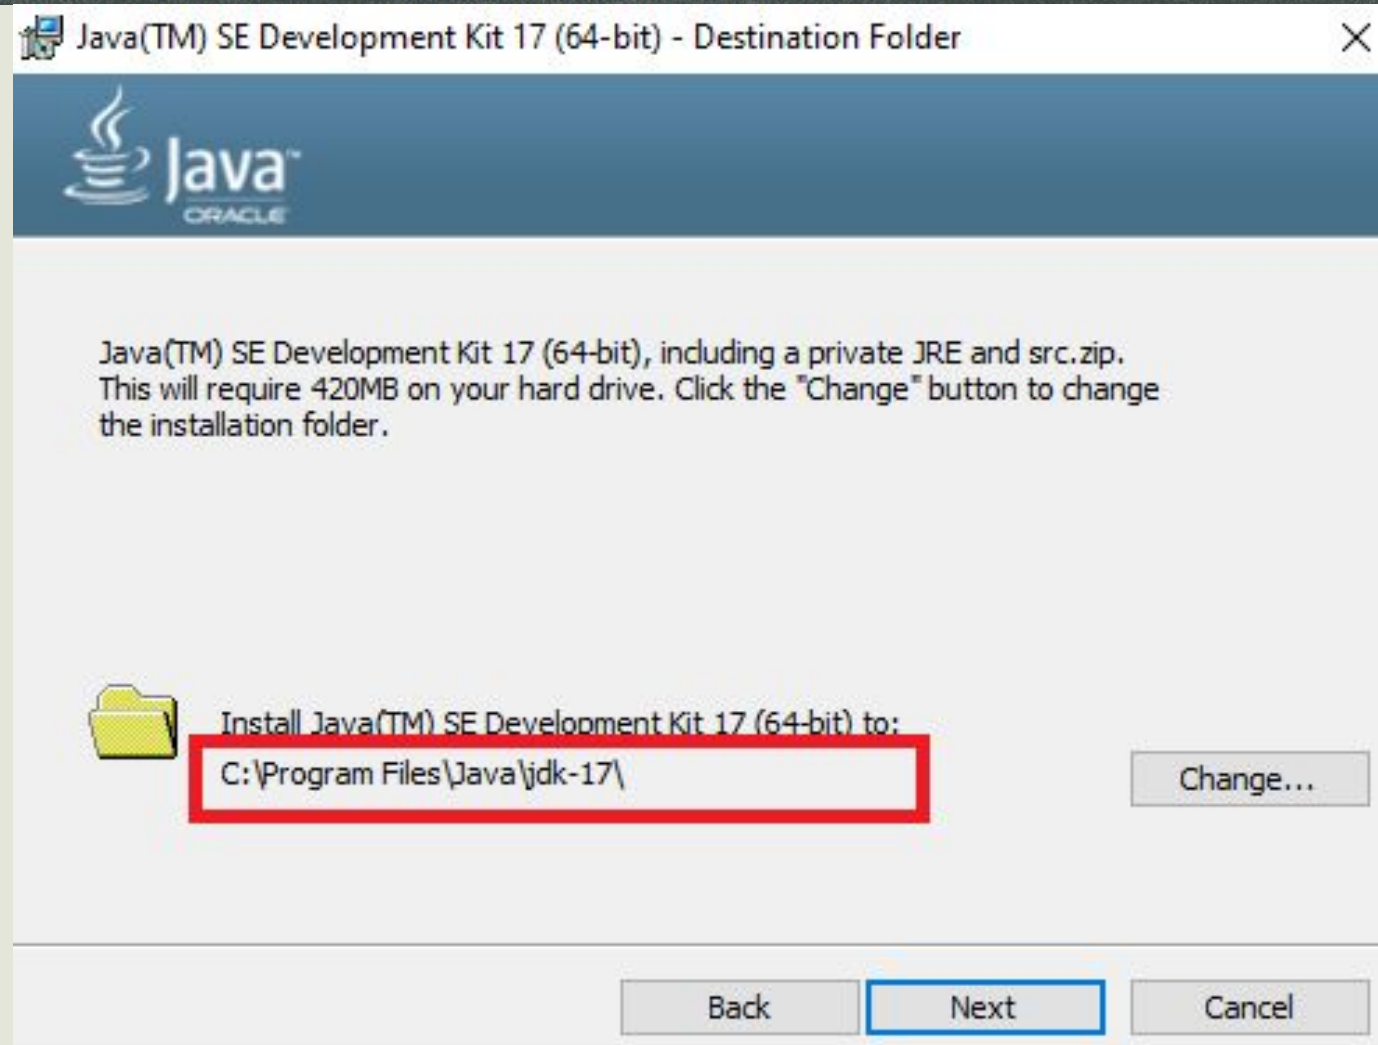 Java(TM) SE Development Kit 17 (64-bit) - Destination Folder
Java™
ORACLE
Java(TM) SE Development Kit 17 (64-bit), including a private JRE and src.zip.
This will require 420MB on your hard drive. Click the "Change" button to change
the installation folder.
Install Java(TM) SE Development Kit 17 (64-bit) to:
C:\Program Files\Java\jdk-17\
Change...
Back
Next
Cancel